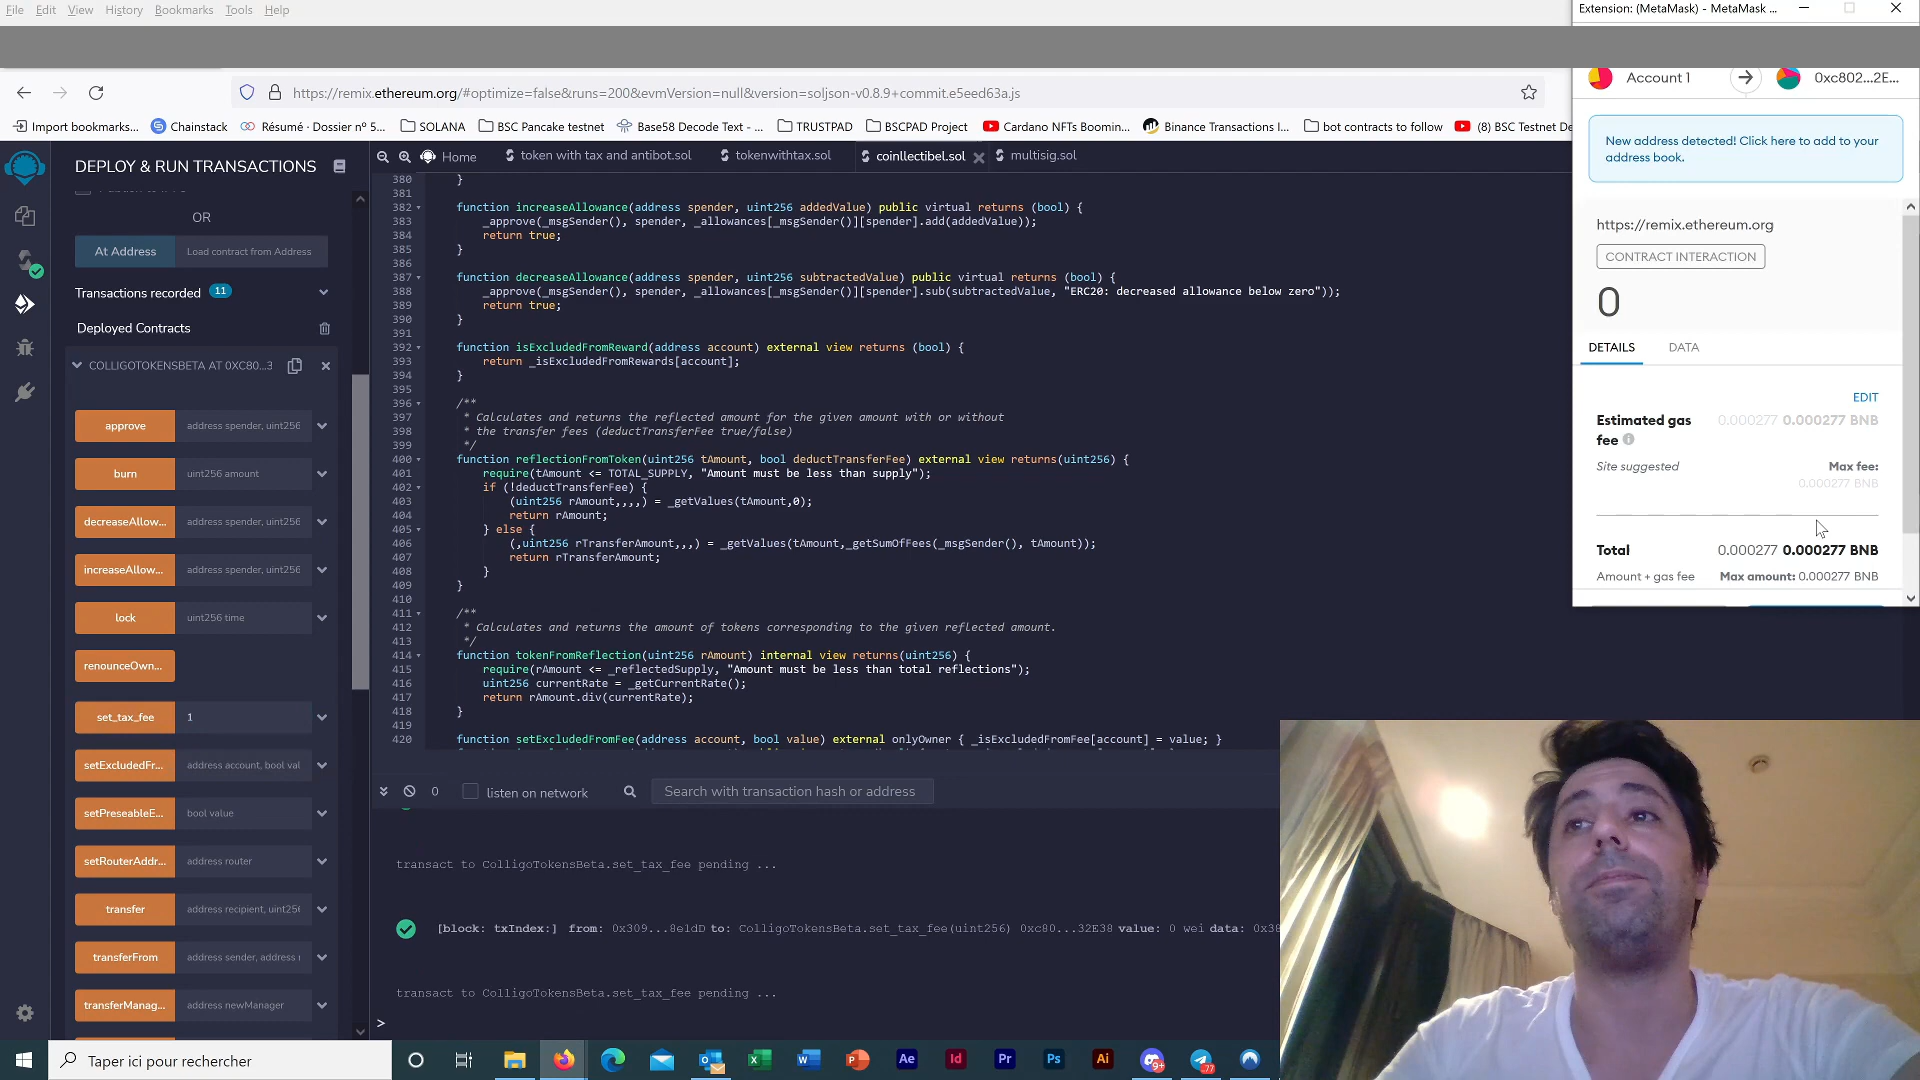 File Edit View History Bookmarks Tools Help
Extension: (MetaMask) - MetaMask ...
https://remix.ethereum.org/#optimize=false&runs=200&evmVersion=null&version=soljson-v0.8.9+commit.e5eed63a.js
Import bookmarks... Chainstack Résumé · Dossier nº 5... SOLANA BSC Pancake testnet Base58 Decode Text - ... TRUSTPAD BSCPAD Project Cardano NFTs Boomin... Binance Transactions I... bot contracts to follow (8) BSC Testnet De
DEPLOY & RUN TRANSACTIONS
OR
At Address Load contract from Address
Transactions recorded 11
Deployed Contracts
COLLIGOTOKENSBETA AT 0XC80...3
approve address spender, uint256
burn uint256 amount
decreaseAllow... address spender, uint256
increaseAllow... address spender, uint256
lock uint256 time
renounceOwn...
set_tax_fee 1
setExcludedFr... address account, bool val
setPreseableE... bool value
setRouterAddr... address router
transfer address recipient, uint256
transferFrom address sender, address
transferManag... address newManager
Home token with tax and antibot.sol tokenwithtax.sol coinllectibel.sol multisig.sol
380 }
381
382 function increaseAllowance(address spender, uint256 addedValue) public virtual returns (bool) {
383 _approve(_msgSender(), spender, _allowances[_msgSender()][spender].add(addedValue));
384 return true;
385 }
386
387 function decreaseAllowance(address spender, uint256 subtractedValue) public virtual returns (bool) {
388 _approve(_msgSender(), spender, _allowances[_msgSender()][spender].sub(subtractedValue, "ERC20: decreased allowance below zero"));
389 return true;
390 }
391
392 function isExcludedFromReward(address account) external view returns (bool) {
393 return _isExcludedFromRewards[account];
394 }
395
396 /**
397 * Calculates and returns the reflected amount for the given amount with or without
398 * the transfer fees (deductTransferFee true/false)
399 */
400 function reflectionFromToken(uint256 tAmount, bool deductTransferFee) external view returns(uint256) {
401 require(tAmount <= TOTAL_SUPPLY, "Amount must be less than supply");
402 if (!deductTransferFee) {
403 (uint256 rAmount,,,,) = _getValues(tAmount,0);
404 return rAmount;
405 } else {
406 (,uint256 rTransferAmount,,,) = _getValues(tAmount,_getSumOfFees(_msgSender(), tAmount));
407 return rTransferAmount;
408 }
409 }
410
411 /**
412 * Calculates and returns the amount of tokens corresponding to the given reflected amount.
413 */
414 function tokenFromReflection(uint256 rAmount) internal view returns(uint256) {
415 require(rAmount <= _reflectedSupply, "Amount must be less than total reflections");
416 uint256 currentRate = _getCurrentRate();
417 return rAmount.div(currentRate);
418 }
419
420 function setExcludedFromFee(address account, bool value) external onlyOwner { _isExcludedFromFee[account] = value; }
0 listen on network Search with transaction hash or address
transact to ColligoTokensBeta.set_tax_fee pending ...
[block: txIndex:] from: 0x309...8e1dD to: ColligoTokensBeta.set_tax_fee(uint256) 0xc80...32E38 value: 0 wei data: 0x38
transact to ColligoTokensBeta.set_tax_fee pending ...
>
Account 1 0xc802...2E...
New address detected! Click here to add to your
address book.
https://remix.ethereum.org
CONTRACT INTERACTION
0
DETAILS DATA
EDIT
Estimated gas 0.000277 0.000277 BNB
fee
Site suggested Max fee:
0.000277 BNB
Total 0.000277 0.000277 BNB
Amount + gas fee Max amount: 0.000277 BNB
Taper ici pour rechercher
Ae Id Pr Ps Ai 9+ 77